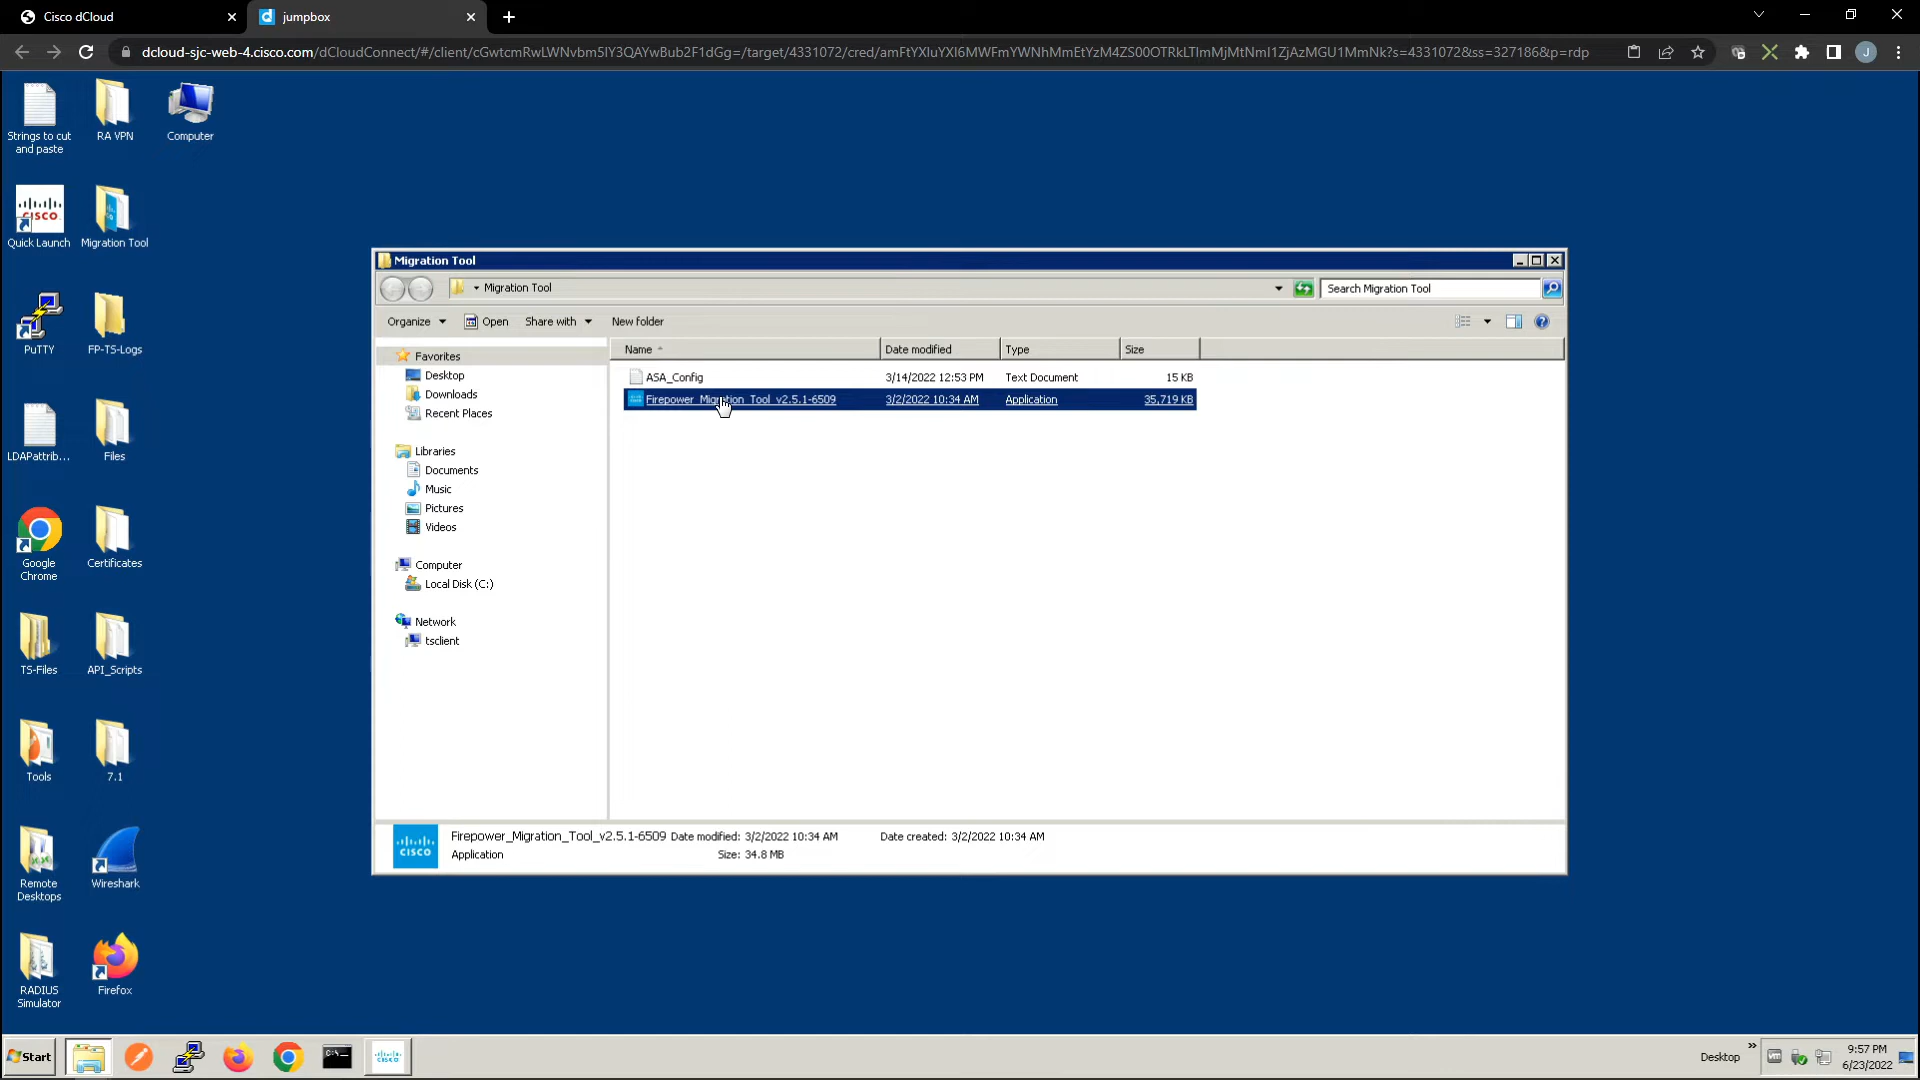 Cisco dCloud
jumpbox
dcloud-sjc-web-4.cisco.com/dCloudConnect/#/client/cGwtcmRwLWNvbm5lY3QAYwBub2F1dGg=/target/4331072/cred/amFtYXIuYXI6MWFmYWNhMmEtYzM4ZS00OTRkLTlmMjMtNmI1ZjAzMGU1MmNk?s=4331072&ss=327186&p=rdp
J
Strings to cut and paste
RA VPN
Computer
Quick Launch
Migration Tool
PuTTY
FP-TS-Logs
LDAPattrib...
Files
Google Chrome
Certificates
TS-Files
API_Scripts
Tools
7.1
Remote Desktops
Wireshark
RADIUS Simulator
Firefox
Migration Tool
Migration Tool
Search Migration Tool
Organize
Open
Share with
New folder
Favorites
Desktop
Downloads
Recent Places
Libraries
Documents
Music
Pictures
Videos
Computer
Local Disk (C:)
Network
tsclient
Name
Date modified
Type
Size
ASA_Config
3/14/2022 12:53 PM
Text Document
15 KB
Firepower_Migration_Tool_v2.5.1-6509
3/2/2022 10:34 AM
Application
35,719 KB
CISCO
Firepower_Migration_Tool_v2.5.1-6509 Date modified: 3/2/2022 10:34 AM
Date created: 3/2/2022 10:34 AM
Application
Size: 34.8 MB
Start
Desktop
9:57 PM
6/23/2022